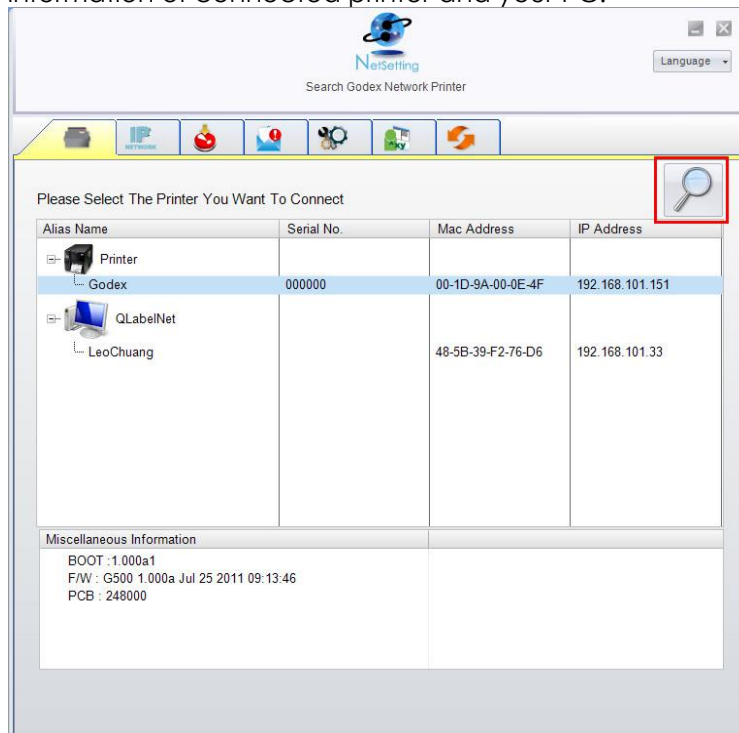 information of connected printer and your PC.
NetSetting
Language
Search Godex Network Printer
IP
NETWORK
Please Select The Printer You Want To Connect
Alias Name Serial No. Mac Address IP Address
Printer
Godex 000000 00-1D-9A-00-0E-4F 192.168.101.151
QLabelNet
LeoChuang 48-5B-39-F2-76-D6 192.168.101.33
Miscellaneous Information
BOOT :1.000a1
F/W : G500 1.000a Jul 25 2011 09:13:46
PCB : 248000